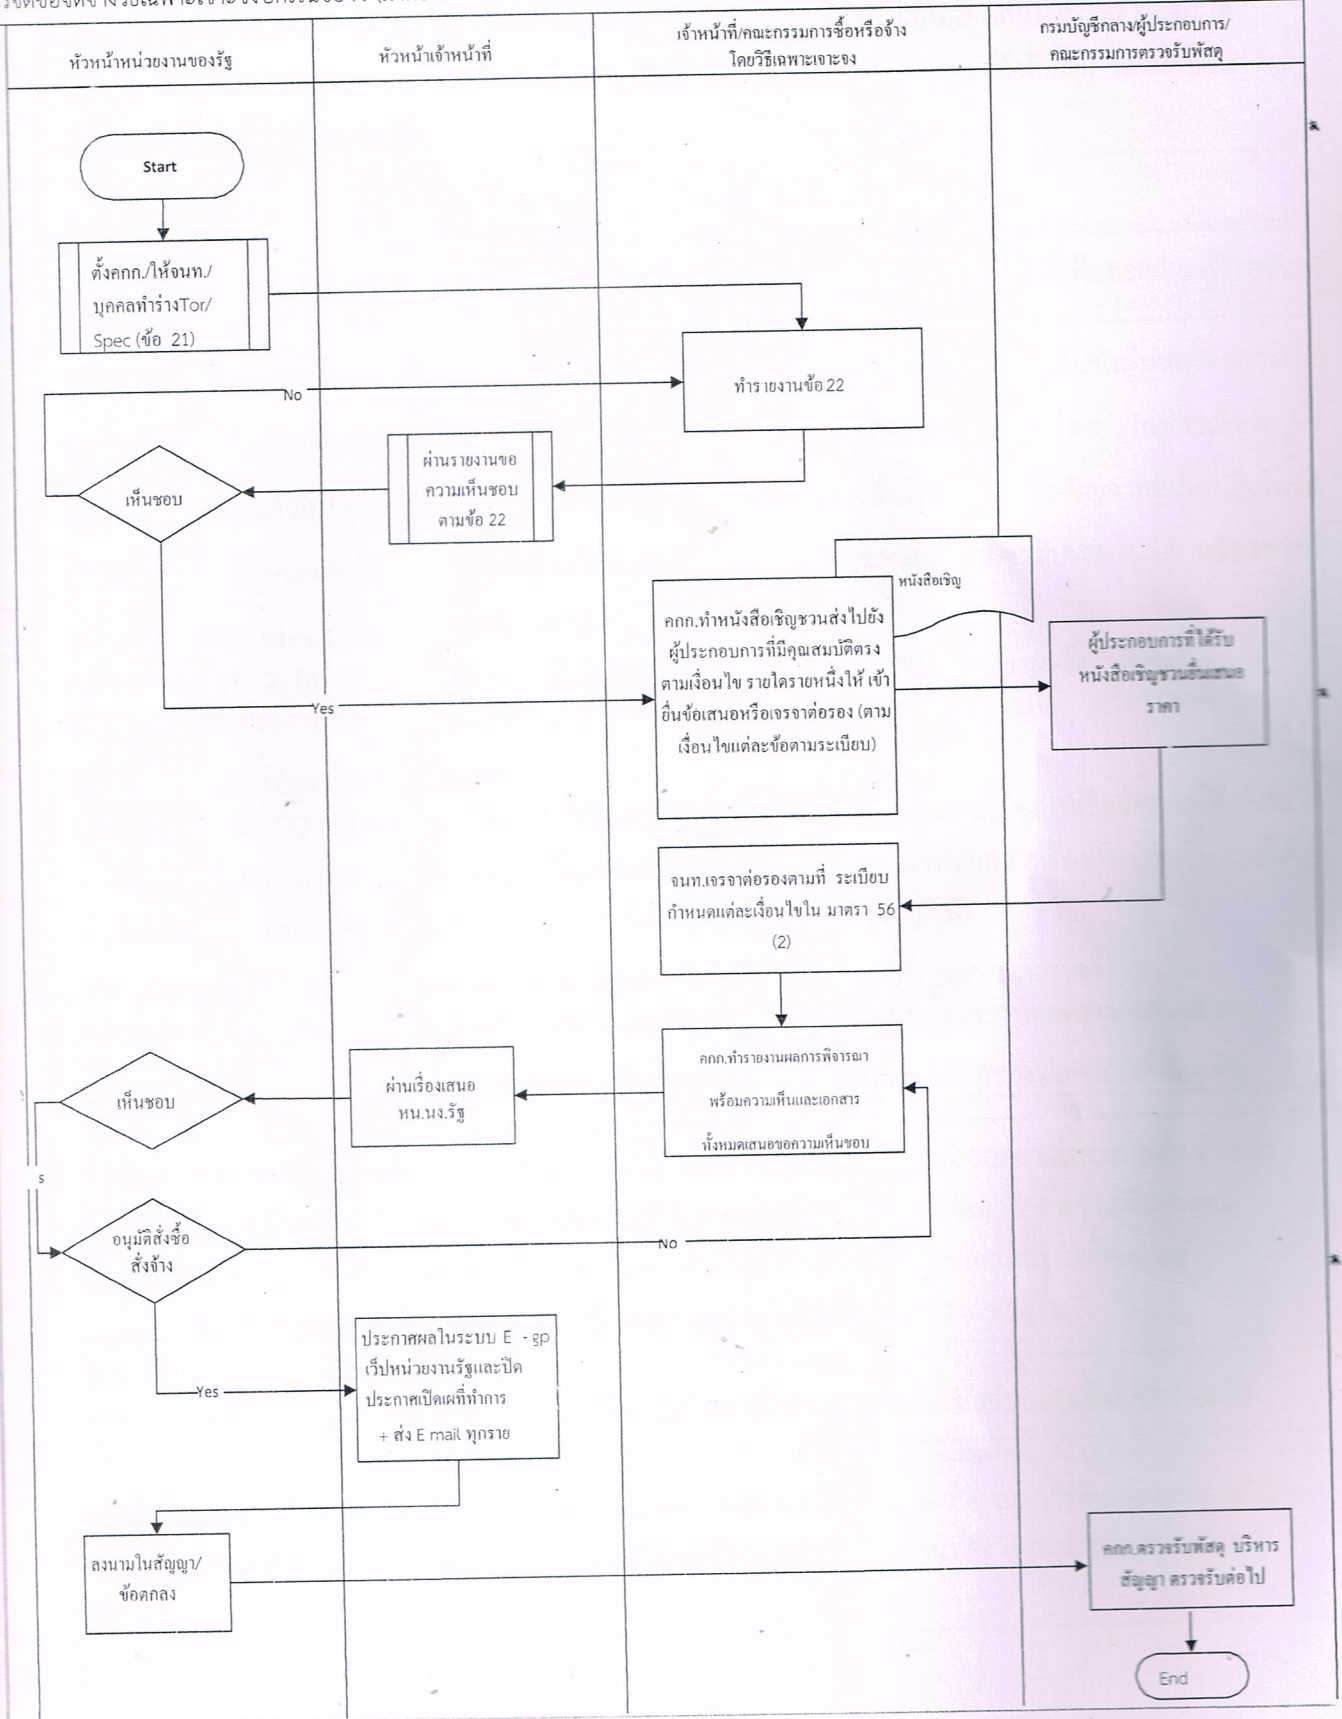 หัวหน้าหน่วยงานของรัฐ
หัวหน้าเจ้าหน้าที่
เจ้าหน้าที่/คณะกรรมการซื้อหรือจ้าง
โดยวิธีเฉพาะเจาะจง
กรมบัญชีกลาง/ผู้ประกอบการ/
คณะกรรมการตรวจรับพัสดุ
Start
ตั้งคกก./ให้จนท./
บุคคลทำร่างTor/
Spec (ข้อ 21)
ทำรายงานข้อ 22
No
ผ่านรายงานขอ
ความเห็นชอบ
ตามข้อ 22
เห็นชอบ
หนังสือเชิญ
คกก.ทำหนังสือเชิญชวนส่งไปยัง
ผู้ประกอบการที่มีคุณสมบัติตรง
ตามเงื่อนไข รายใดรายหนึ่งให้ เข้า
ยื่นข้อเสนอหรือเจรจาต่อรอง (ตาม
เงื่อนไขแต่ละข้อตามระเบียบ)
ผู้ประกอบการที่ได้รับ
หนังสือเชิญชวนยื่นเสนอ
ราคา
Yes
จนท.เจรจาต่อรองตามที่ ระเบียบ
กำหนดแต่ละเงื่อนไขใน มาตรา 56
(2)
คกก.ทำรายงานผลการพิจารณา
พร้อมความเห็นและเอกสาร
ทั้งหมดเสนอขอความเห็นชอบ
ผ่านเรื่องเสนอ
หน.นง.รัฐ
เห็นชอบ
s
อนุมัติสั่งซื้อ
สั่งจ้าง
No
ประกาศผลในระบบ E - gp
เว็ปหน่วยงานรัฐและปิด
ประกาศเปิดเผที่ทำการ
+ ส่ง E mail ทุกราย
Yes
ลงนามในสัญญา/
ข้อตกลง
คกก.ตรวจรับพัสดุ บริหาร
สัญญา ตรวจรับต่อไป
End